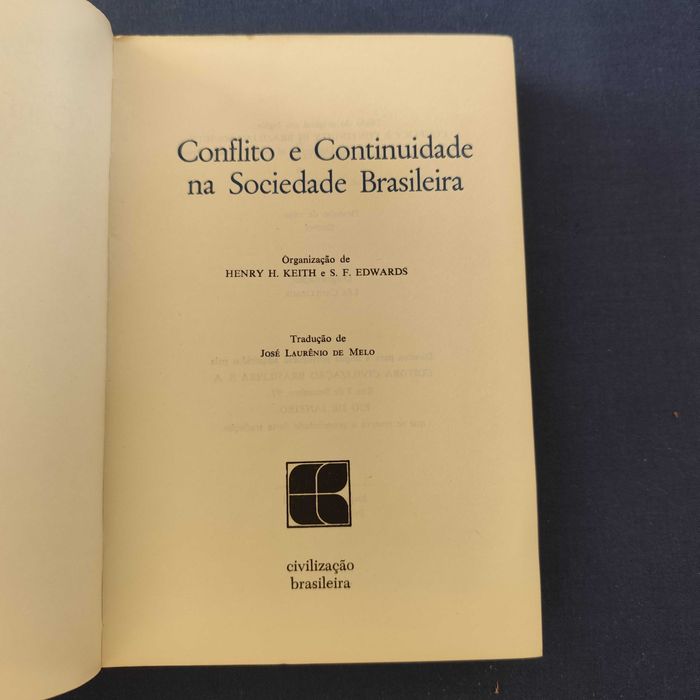 Conflito e Continuidade
na Sociedade Brasileira
Organização de
HENRY H. KEITH e S. F. EDWARDS
Tradução de
JOSÉ LAURÊNIO DE MELO
civilização
brasileira